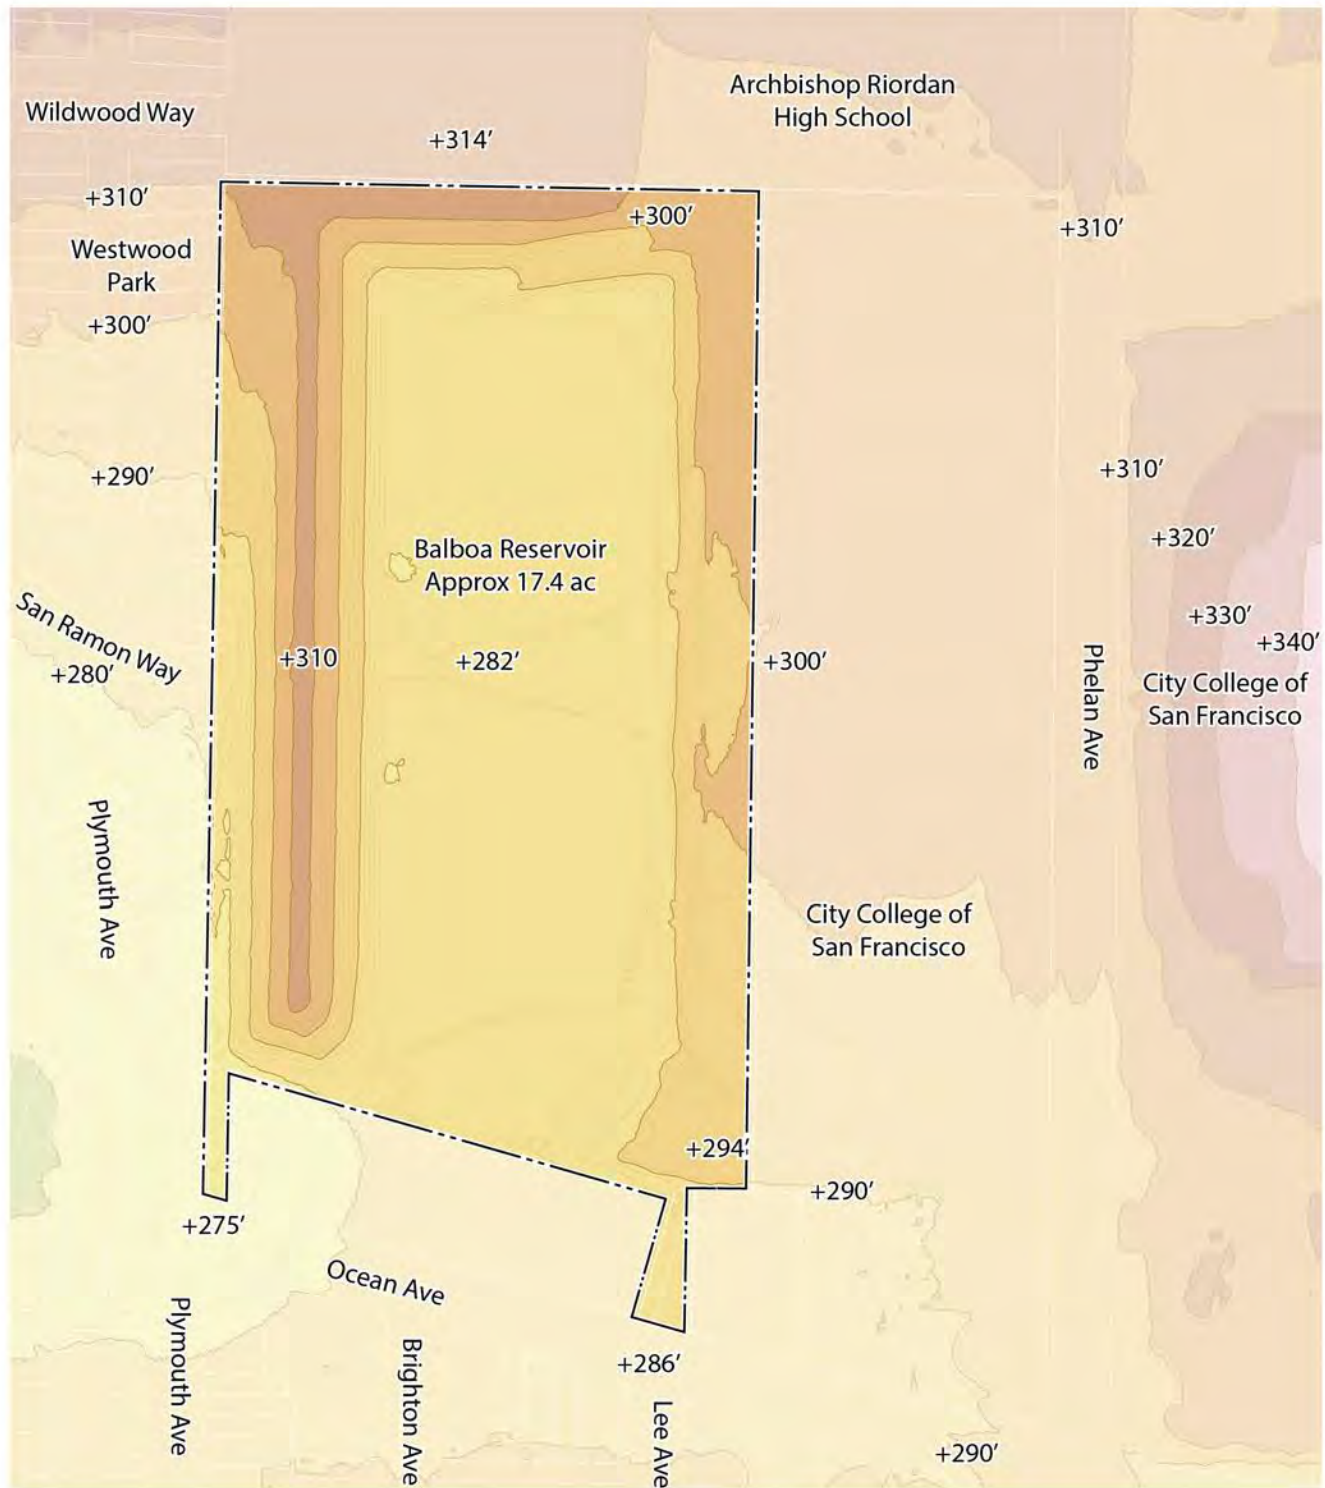 Archbishop Riordan
High School
Wildwood Way
+314’
+310’
+300’
+310’
Westwood
Park
+300’
+310’
+290’
+320’
Balboa Reservoir
Approx 17.4 ac
San Ramon Way
+330’
+340’
+280’
+310
+282’
+300’
Phelan Ave
City College of
San Francisco
Plymouth Ave
City College of
San Francisco
+294’
+290’
+275’
Ocean Ave
Plymouth Ave
Brighton Ave
+286’
Lee Ave
+290’